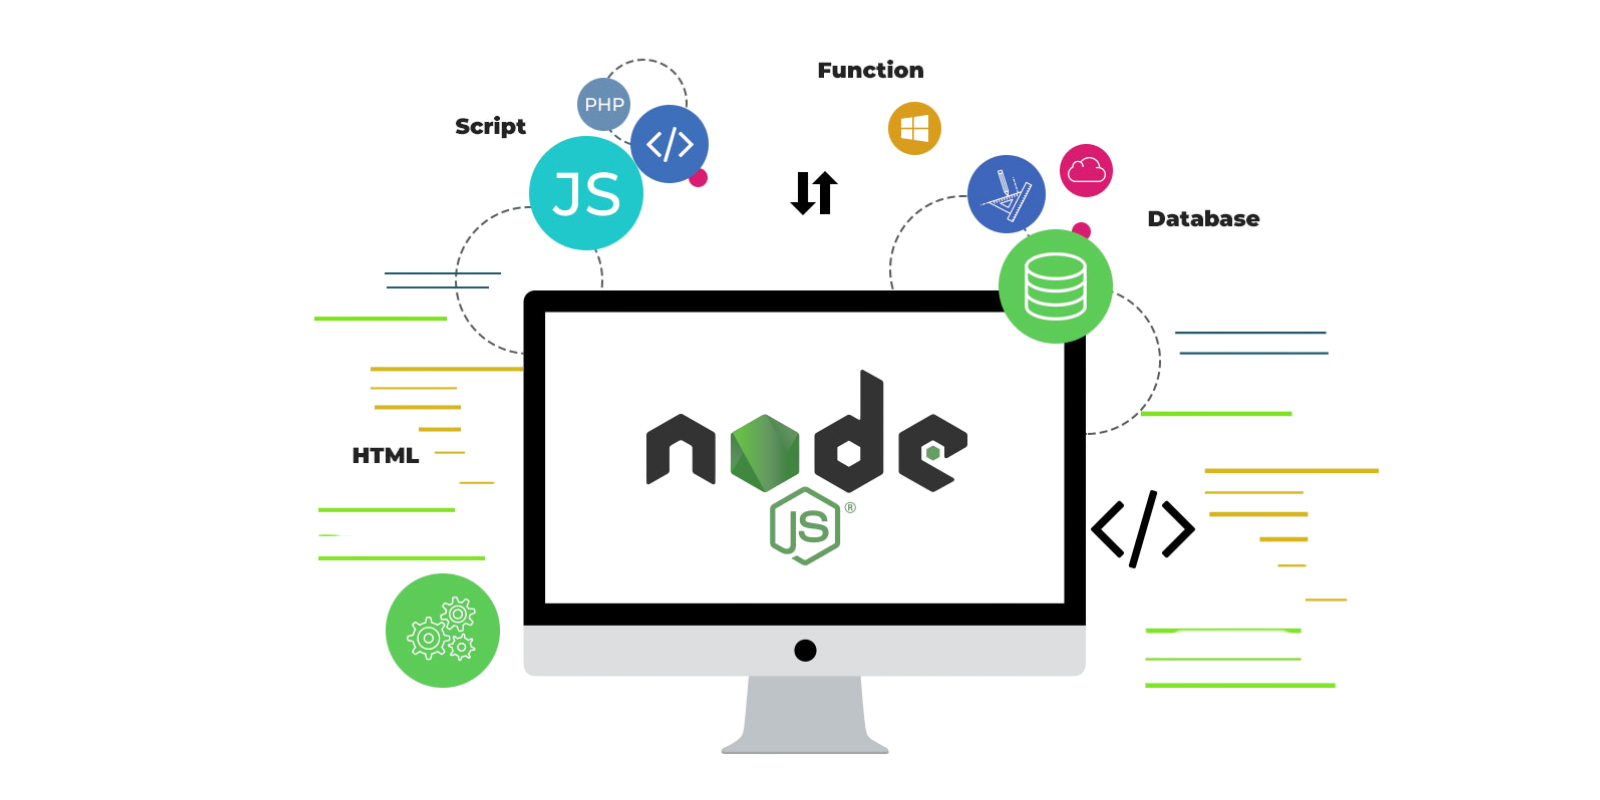 Function
PHP
Script
JS
Database
node
JS®
HTML
</>
</>